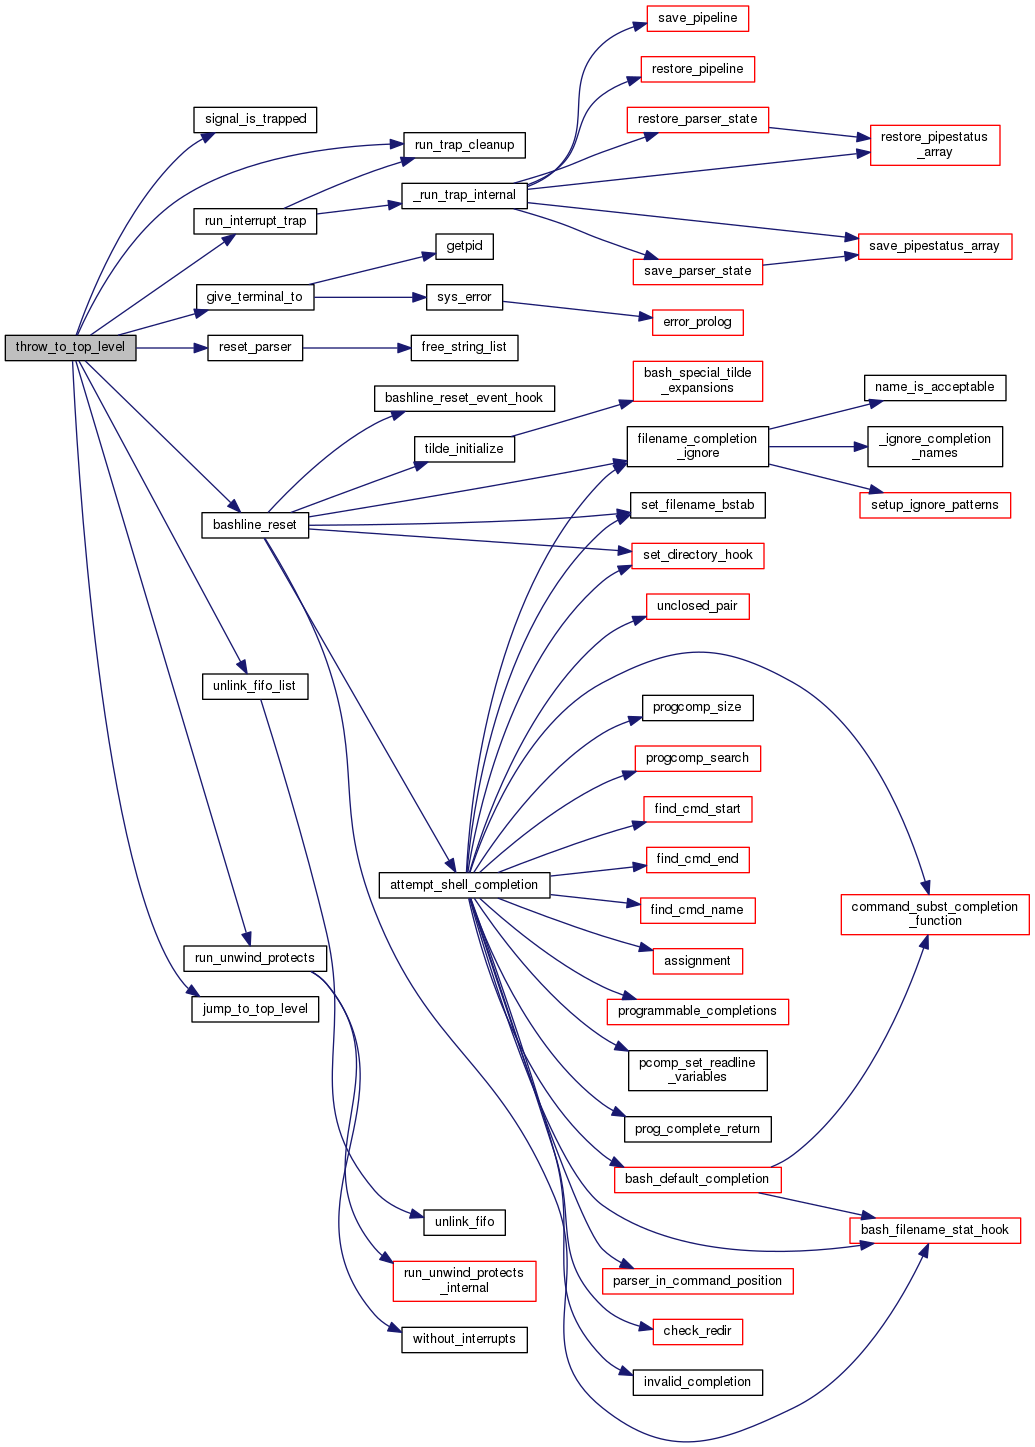 save_pipeline
restore_pipeline
signal_is_trapped
restore_parser_state
run_trap_cleanup
restore_pipestatus
_array
_run_trap_internal
run_interrupt_trap
getpid
save_pipestatus_array
save_parser_state
give_terminal_to
sys_error
error_prolog
throw_to_top_level
reset_parser
free_string_list
bash_special_tilde
_expansions
name_is_acceptable
bashline_reset_event_hook
tilde_initialize
filename_completion
_ignore
_ignore_completion
_names
set_filename_bstab
setup_ignore_patterns
bashline_reset
set_directory_hook
unclosed_pair
unlink_fifo_list
progcomp_size
progcomp_search
find_cmd_start
find_cmd_end
attempt_shell_completion
find_cmd_name
command_subst_completion
_function
run_unwind_protects
assignment
jump_to_top_level
programmable_completions
pcomp_set_readline
_variables
prog_complete_return
bash_default_completion
unlink_fifo
bash_filename_stat_hook
run_unwind_protects
_internal
parser_in_command_position
without_interrupts
check_redir
invalid_completion